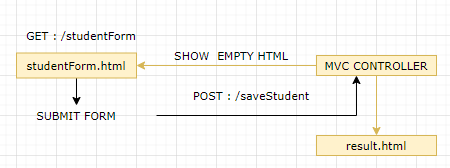 GET : /studentForm
SHOW EMPTY HTML
studentForm.html
MVC CONTROLLER
POST : /saveStudent
SUBMIT FORM
result.html